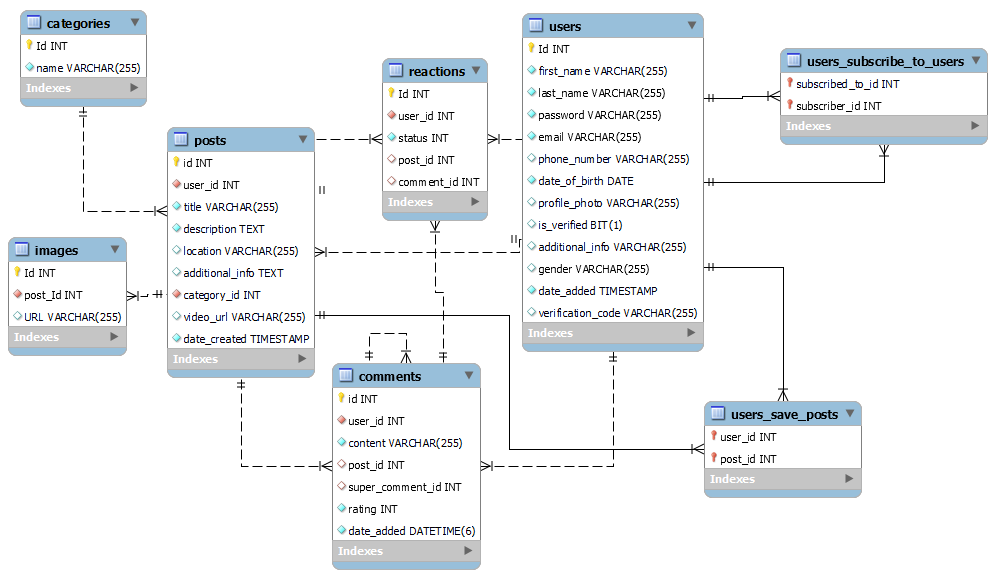 categories
Id INT
name VARCHAR(255)
Indexes
posts
id INT
user_id INT
title VARCHAR(255)
description TEXT
location VARCHAR(255)
additional_info TEXT
category_id INT
video_url VARCHAR(255)
date_created TIMESTAMP
Indexes
images
Id INT
post_Id INT
URL VARCHAR(255)
Indexes
reactions
Id INT
user_id INT
status INT
post_id INT
comment_id INT
Indexes
comments
id INT
user_id INT
content VARCHAR(255)
post_id INT
super_comment_id INT
rating INT
date_added DATETIME(6)
Indexes
users
Id INT
first_name VARCHAR(255)
last_name VARCHAR(255)
password VARCHAR(255)
email VARCHAR(255)
phone_number VARCHAR(255)
date_of_birth DATE
profile_photo VARCHAR(255)
is_verified BIT(1)
additional_info VARCHAR(255)
gender VARCHAR(255)
date_added TIMESTAMP
verification_code VARCHAR(255)
Indexes
users_subscribe_to_users
subscribed_to_id INT
subscriber_id INT
Indexes
users_save_posts
user_id INT
post_id INT
Indexes